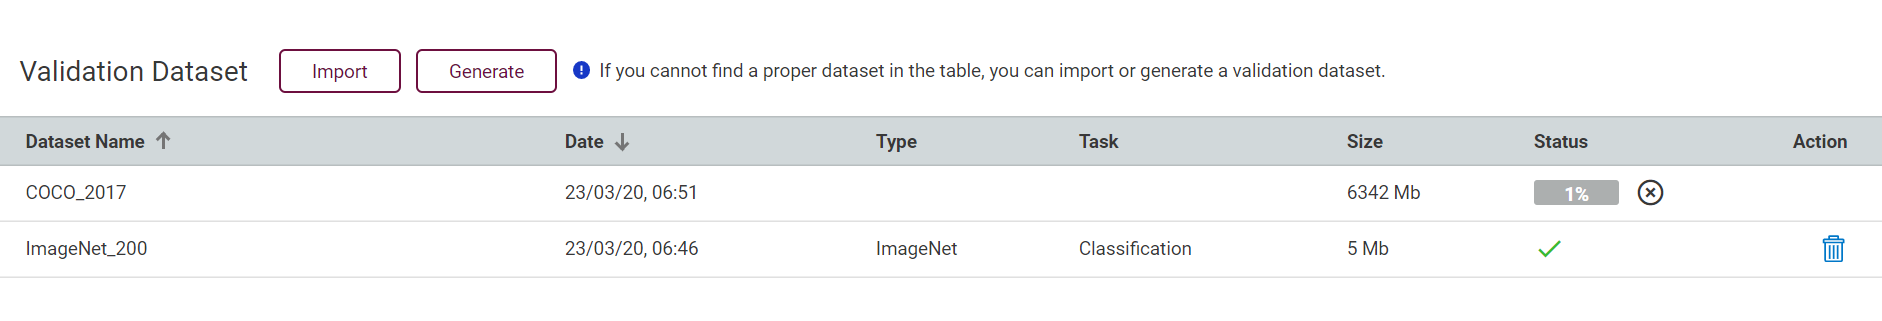 Validation Dataset Import Generate If you cannot find a proper dataset in the table, you can import or generate a validation dataset.
Dataset Name Date Type Task Size Status Action
COCO_2017 23/03/20, 06:51 6342 Mb 1%
ImageNet_200 23/03/20, 06:46 ImageNet Classification 5 Mb